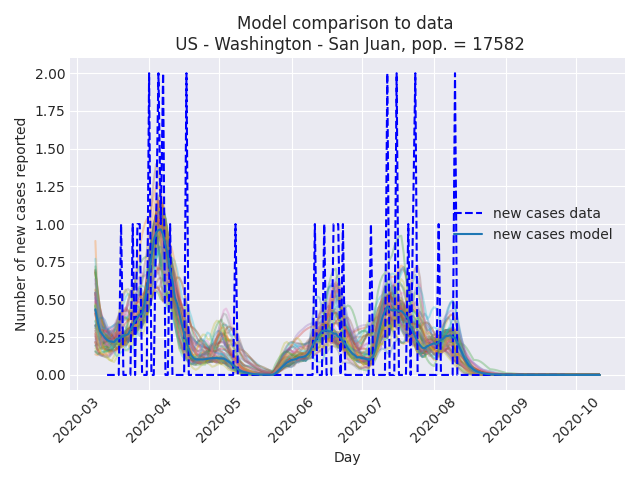 Model comparison to data
US - Washington - San Juan, pop. = 17582
Number of new cases reported
2.00
1.75
1.50
1.25
1.00
0.75
0.50
0.25
0.00
new cases data
new cases model
2020-03
2020-04
2020-05
2020-06
2020-07
2020-08
2020-09
2020-10
Day